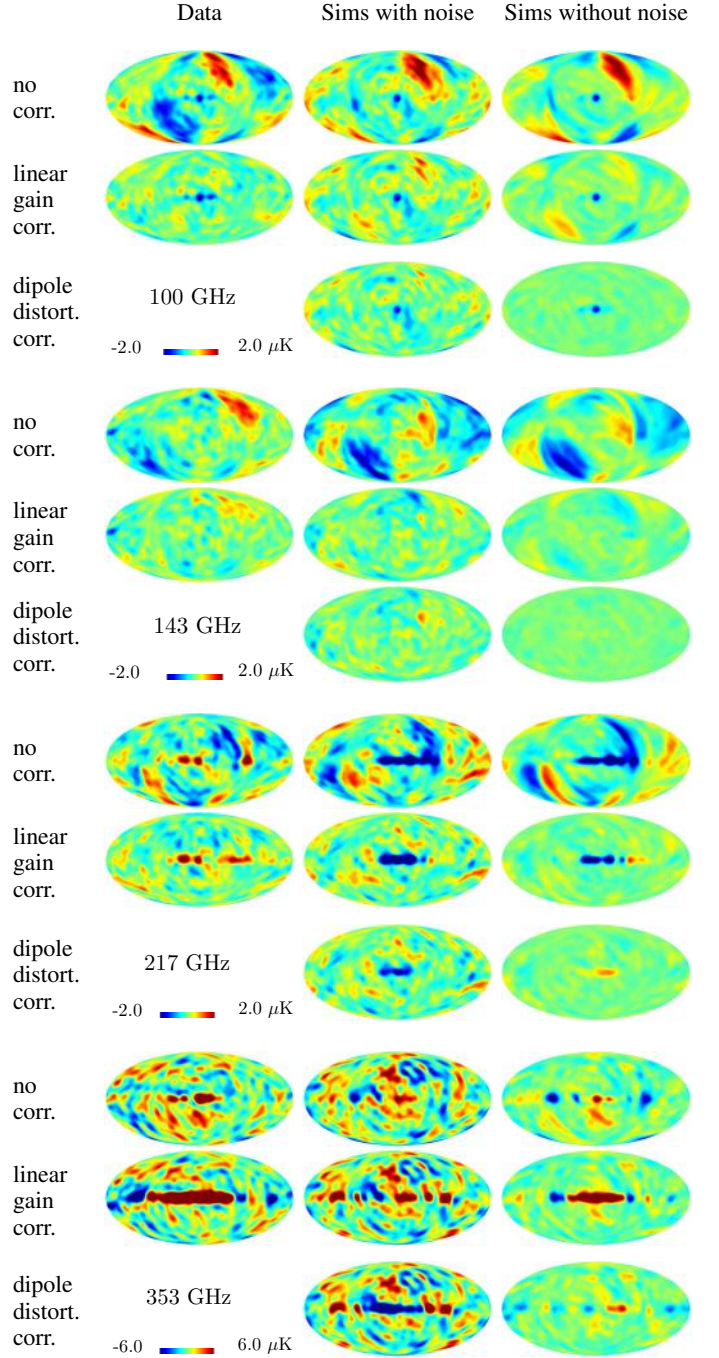 Data Sims with noise Sims without noise
no
corr.
linear
gain
corr.
dipole
distort.
corr.
100 GHz
-2.0 2.0 μK
no
corr.
linear
gain
corr.
dipole
distort.
corr.
143 GHz
-2.0 2.0 μK
no
corr.
linear
gain
corr.
dipole
distort.
corr.
217 GHz
-2.0 2.0 μK
no
corr.
linear
gain
corr.
dipole
distort.
corr.
353 GHz
-6.0 6.0 μK